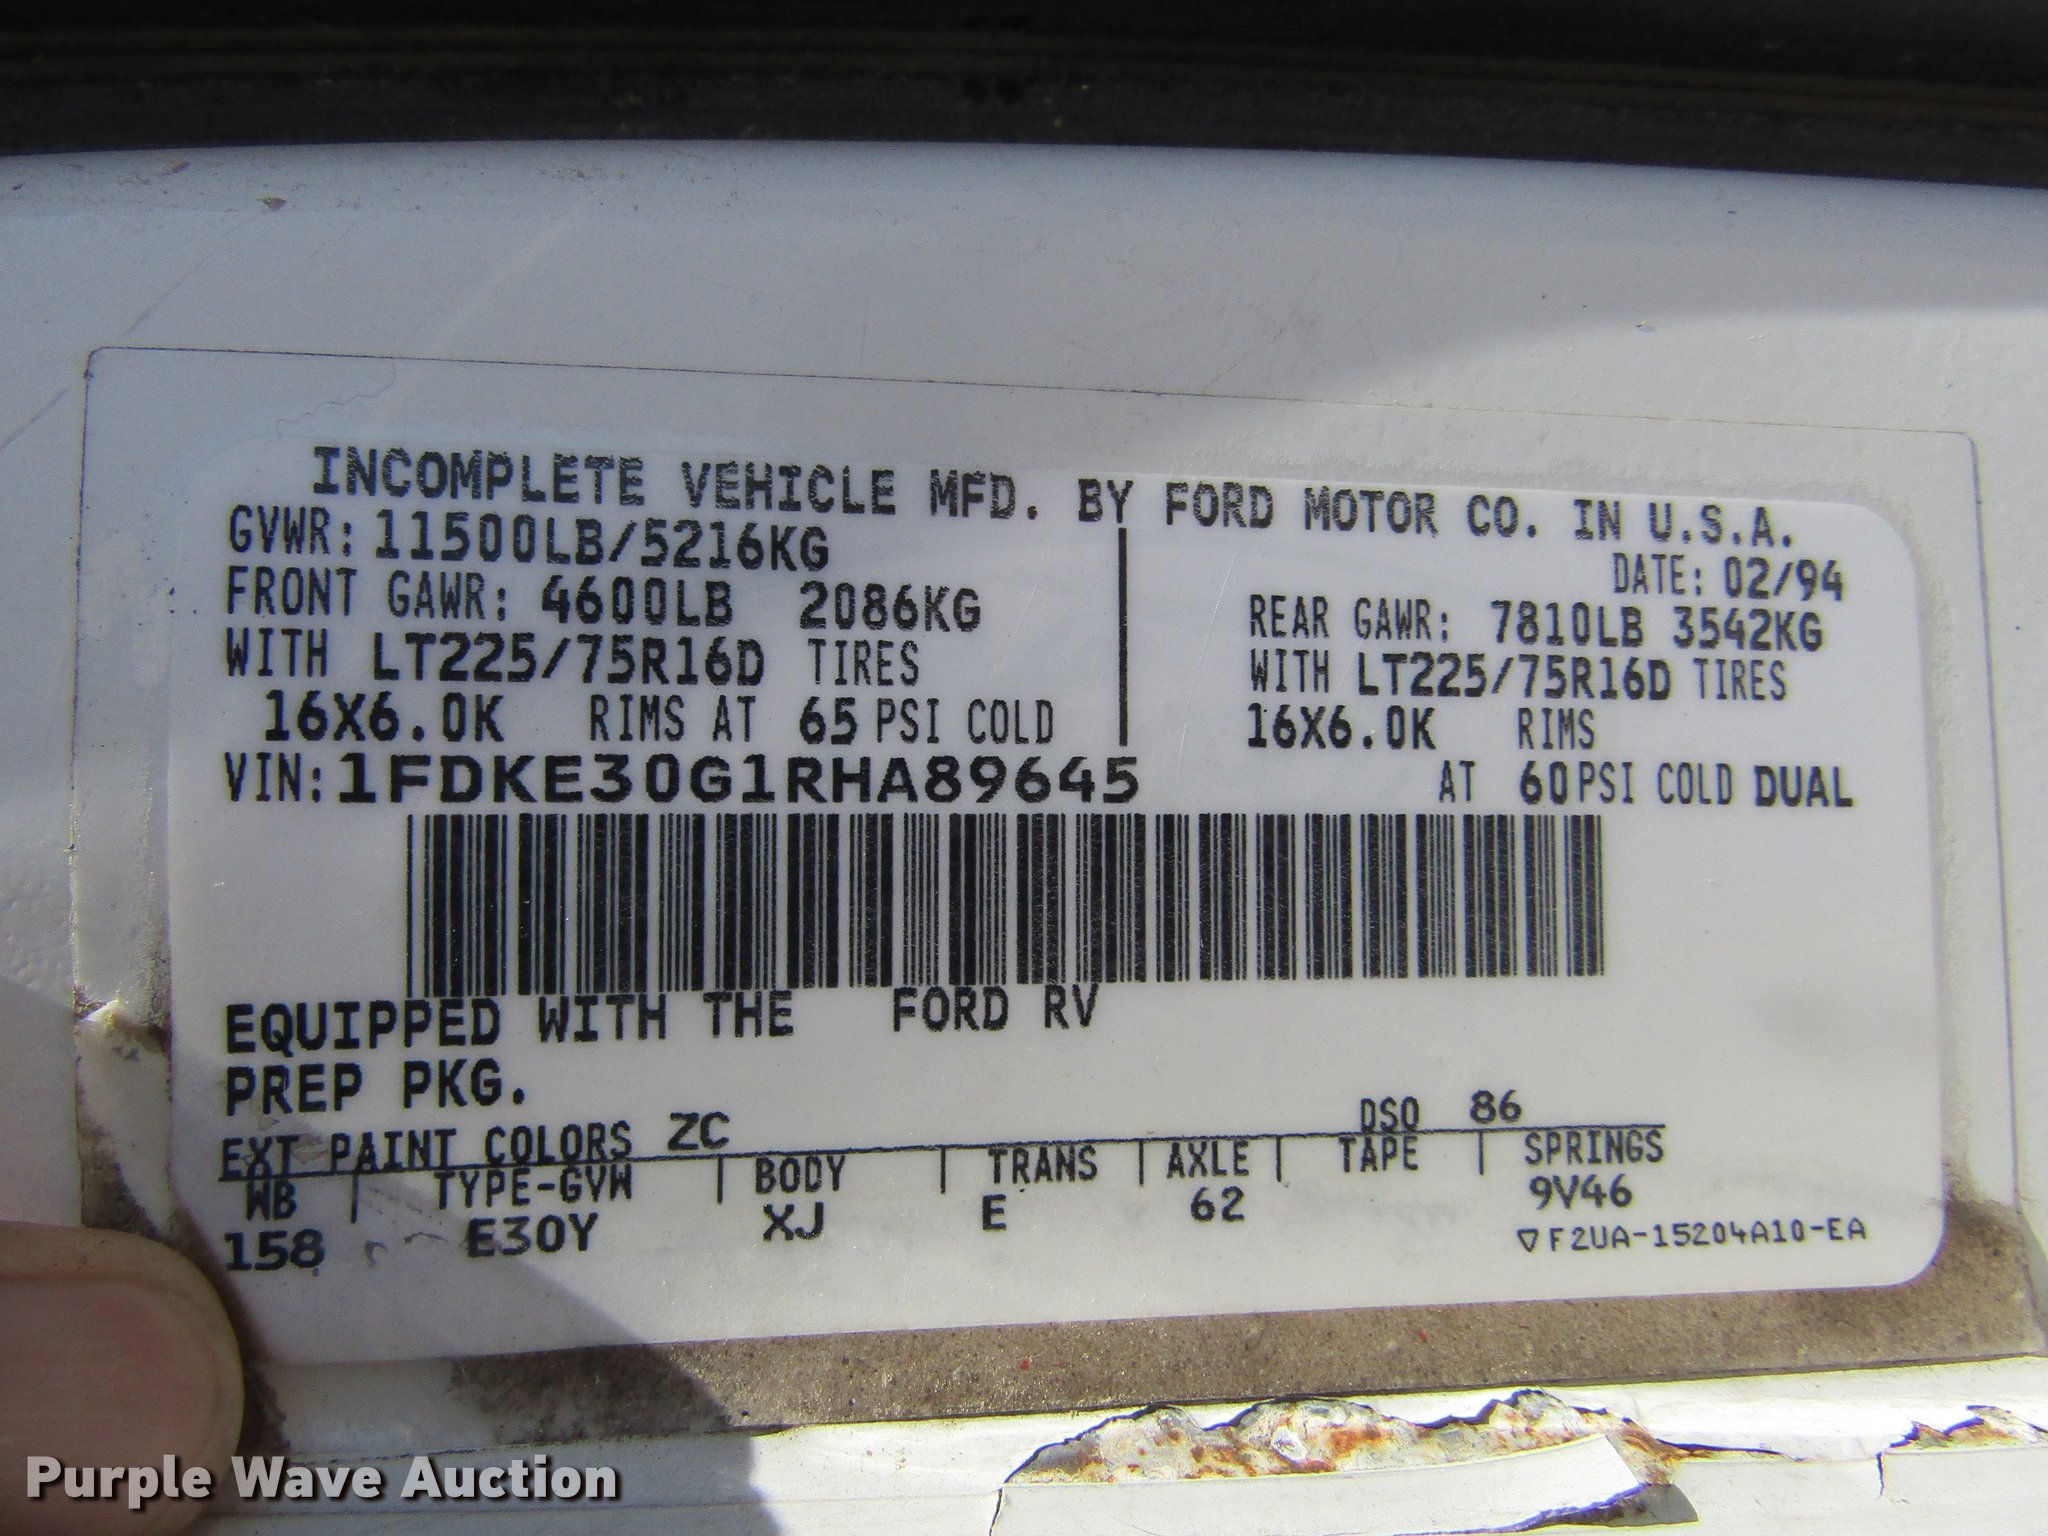 INCOMPLETE VEHICLE MFD. BY FORD MOTOR CO. IN U.S.A.
GVWR: 11500LB/5216KG
DATE: 02/94
FRONT GAWR: 4600LB 2086KG
REAR GAWR: 7810LB 3542KG
WITH LT225/75R16D TIRES
WITH LT225/75R16D TIRES
16X6.0K RIMS AT 65 PSI COLD
16X6.0K RIMS
AT 60 PSI COLD DUAL
VIN: 1FDKE30G1RHA89645
EQUIPPED WITH THE FORD RV
PREP PKG.
EXT PAINT COLORS ZC
DSO 86
WB | TYPE-GVW | BODY | TRANS | AXLE | TAPE | SPRINGS
158 E30Y XJ E 62 9V46
▽F2UA-15204A10-EA
Purple Wave Auction